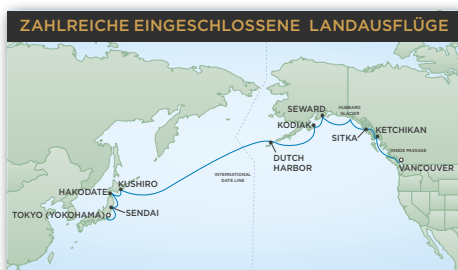 ZAHLREICHE EINGESCHLOSSENE LANDAUSFLÜGE
SEWARD
HUBBARD
GLACIER
KODIAK
SITKA
KETCHIKAN
INSIDE PASSAGE
VANCOUVER
DUTCH
HARBOR
INTERNATIONAL
DATE LINE
KUSHIRO
HAKODATE
TOKYO (YOKOHAMA)
SENDAI